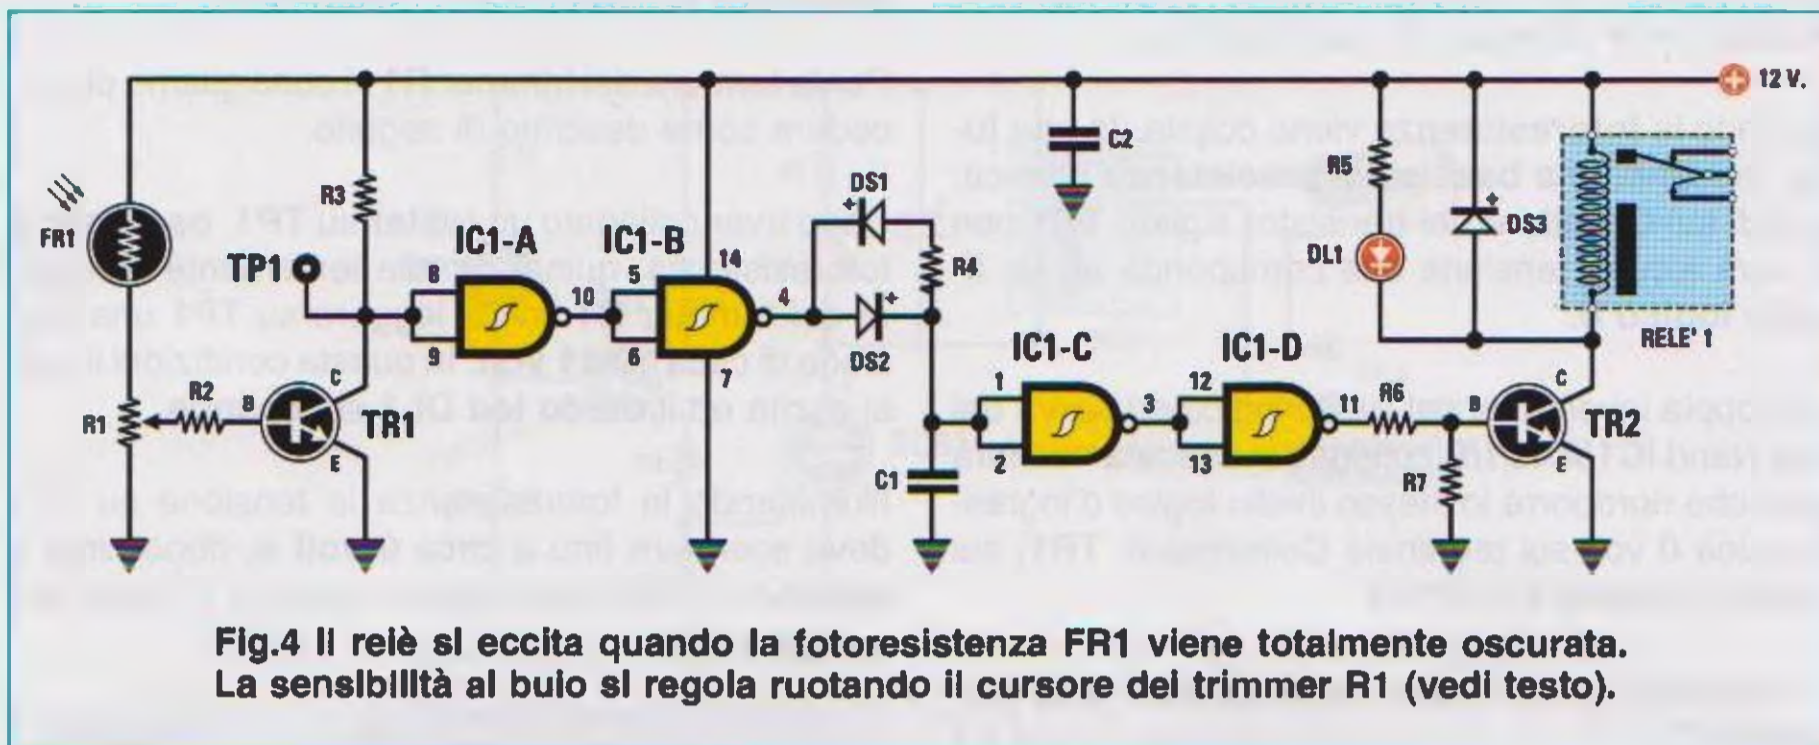 12 V.
C2
R5
R3
DS1
FR1
IC1-A
IC1-B
14
DS3
TP1
R4
DL1
8
10
5
4
9
6
DS2
RELE' 1
IC1-C
IC1-D
7
C
R2
B
1
12
C
R1
TR1
3
11
R6
B
TR2
E
2
13
E
C1
R7
Fig.4 Il relè si eccita quando la fotoresistenza FR1 viene totalmente oscurata.
La sensibilità al buio si regola ruotando il cursore del trimmer R1 (vedi testo).